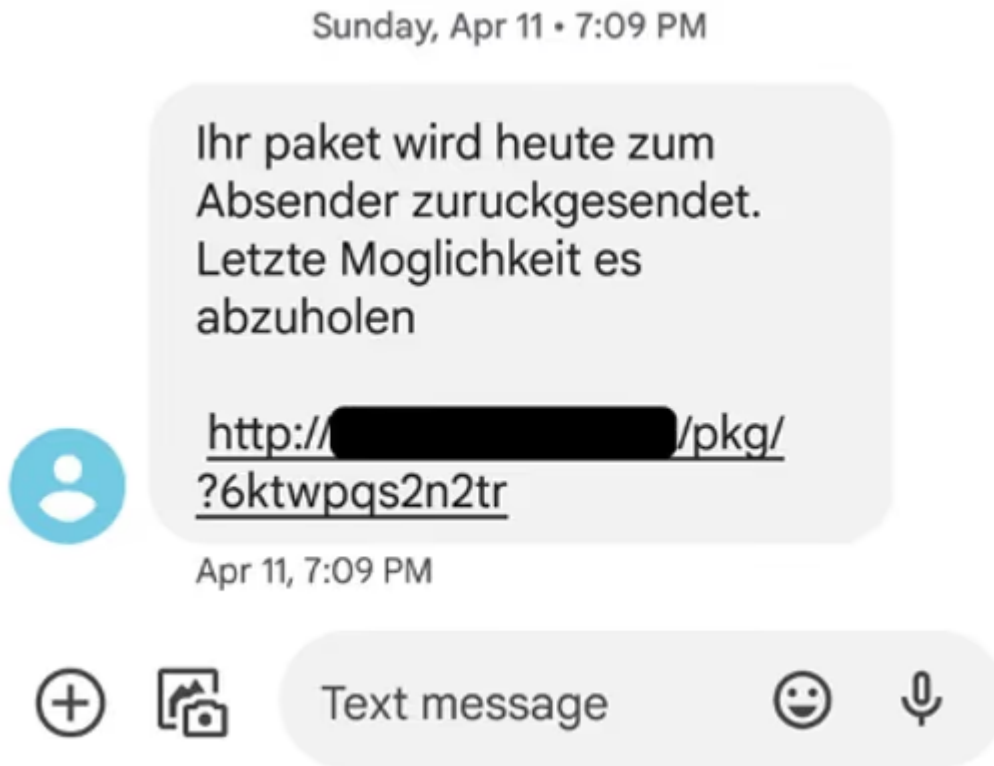 Sunday, Apr 11 • 7:09 PM
Ihr paket wird heute zum
Absender zuruckgesendet.
Letzte Moglichkeit es
abzuholen
http:// /pkg/
?6ktwpqs2n2tr
Apr 11, 7:09 PM
Text message